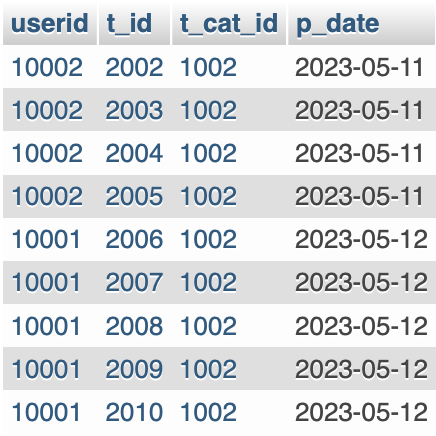 userid t_id t_cat_id p_date
10002 2002 1002 2023-05-11
10002 2003 1002 2023-05-11
10002 2004 1002 2023-05-11
10002 2005 1002 2023-05-11
10001 2006 1002 2023-05-12
10001 2007 1002 2023-05-12
10001 2008 1002 2023-05-12
10001 2009 1002 2023-05-12
10001 2010 1002 2023-05-12